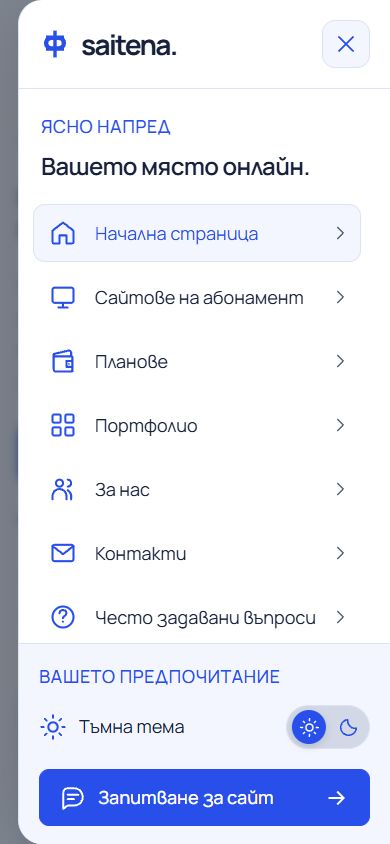 saitena.
ЯСНО НАПРЕД
Вашето място онлайн.
Начална страница
Сайтове на абонамент
Планове
Портфолио
За нас
Контакти
Често задавани въпроси
ВАШЕТО ПРЕДПОЧИТАНИЕ
Тъмна тема
Запитване за сайт